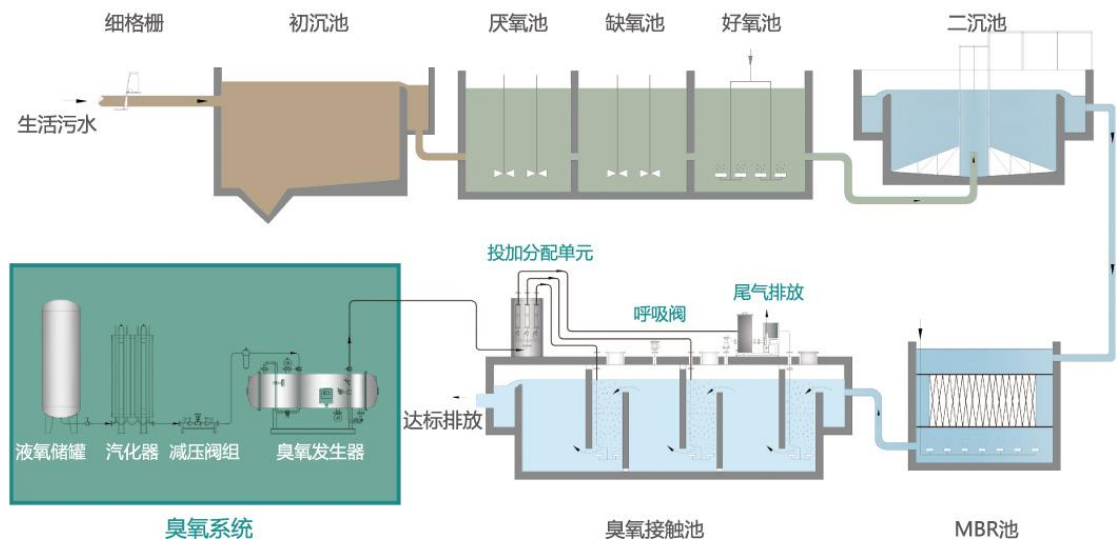 细格栅
初沉池
厌氧池
缺氧池
好氧池
二沉池
生活污水
投加分配单元
呼吸阀
尾气排放
达标排放
液氧储罐
汽化器
减压阀组
臭氧发生器
臭氧系统
臭氧接触池
MBR池